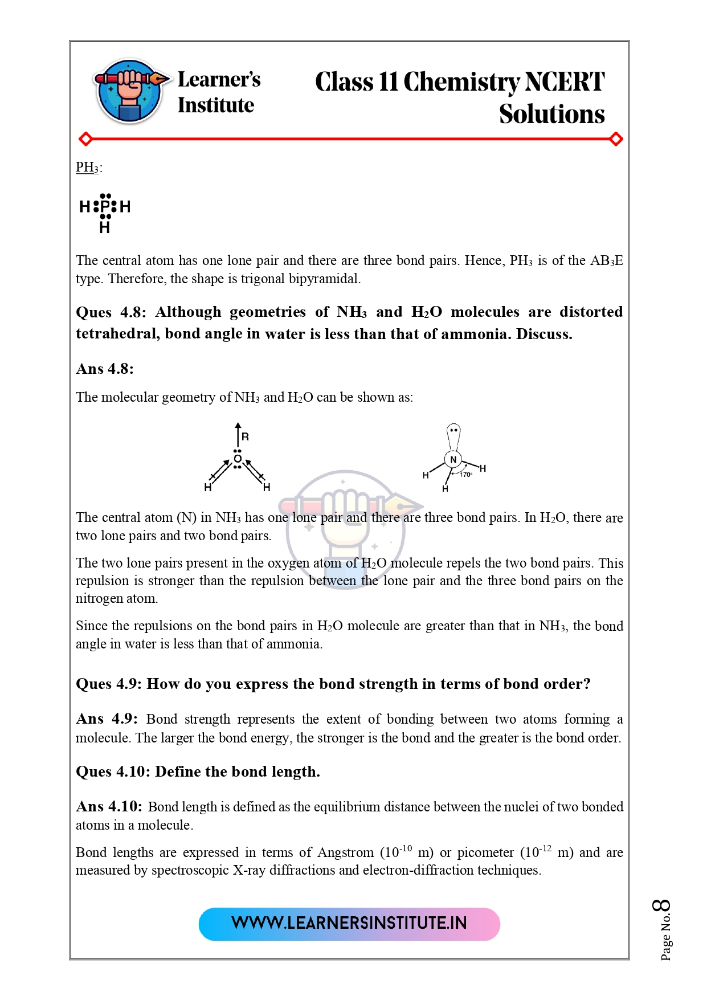 Learner's
Institute
Class 11 Chemistry NCERT
Solutions
PH₃:
H P H
H
The central atom has one lone pair and there are three bond pairs. Hence, PH₃ is of the AB₃E
type. Therefore, the shape is trigonal bipyramidal.
Ques 4.8: Although geometries of NH₃ and H₂O molecules are distorted
tetrahedral, bond angle in water is less than that of ammonia. Discuss.
Ans 4.8:
The molecular geometry of NH₃ and H₂O can be shown as:
R
O
H H
N
H H
H
170°
The central atom (N) in NH₃ has one lone pair and there are three bond pairs. In H₂O, there are
two lone pairs and two bond pairs.
The two lone pairs present in the oxygen atom of H₂O molecule repels the two bond pairs. This
repulsion is stronger than the repulsion between the lone pair and the three bond pairs on the
nitrogen atom.
Since the repulsions on the bond pairs in H₂O molecule are greater than that in NH₃, the bond
angle in water is less than that of ammonia.
Ques 4.9: How do you express the bond strength in terms of bond order?
Ans 4.9: Bond strength represents the extent of bonding between two atoms forming a
molecule. The larger the bond energy, the stronger is the bond and the greater is the bond order.
Ques 4.10: Define the bond length.
Ans 4.10: Bond length is defined as the equilibrium distance between the nuclei of two bonded
atoms in a molecule.
Bond lengths are expressed in terms of Angstrom (10⁻¹⁰ m) or picometer (10⁻¹² m) and are
measured by spectroscopic X-ray diffractions and electron-diffraction techniques.
WWW.LEARNERSINSTITUTE.IN
Page No.8